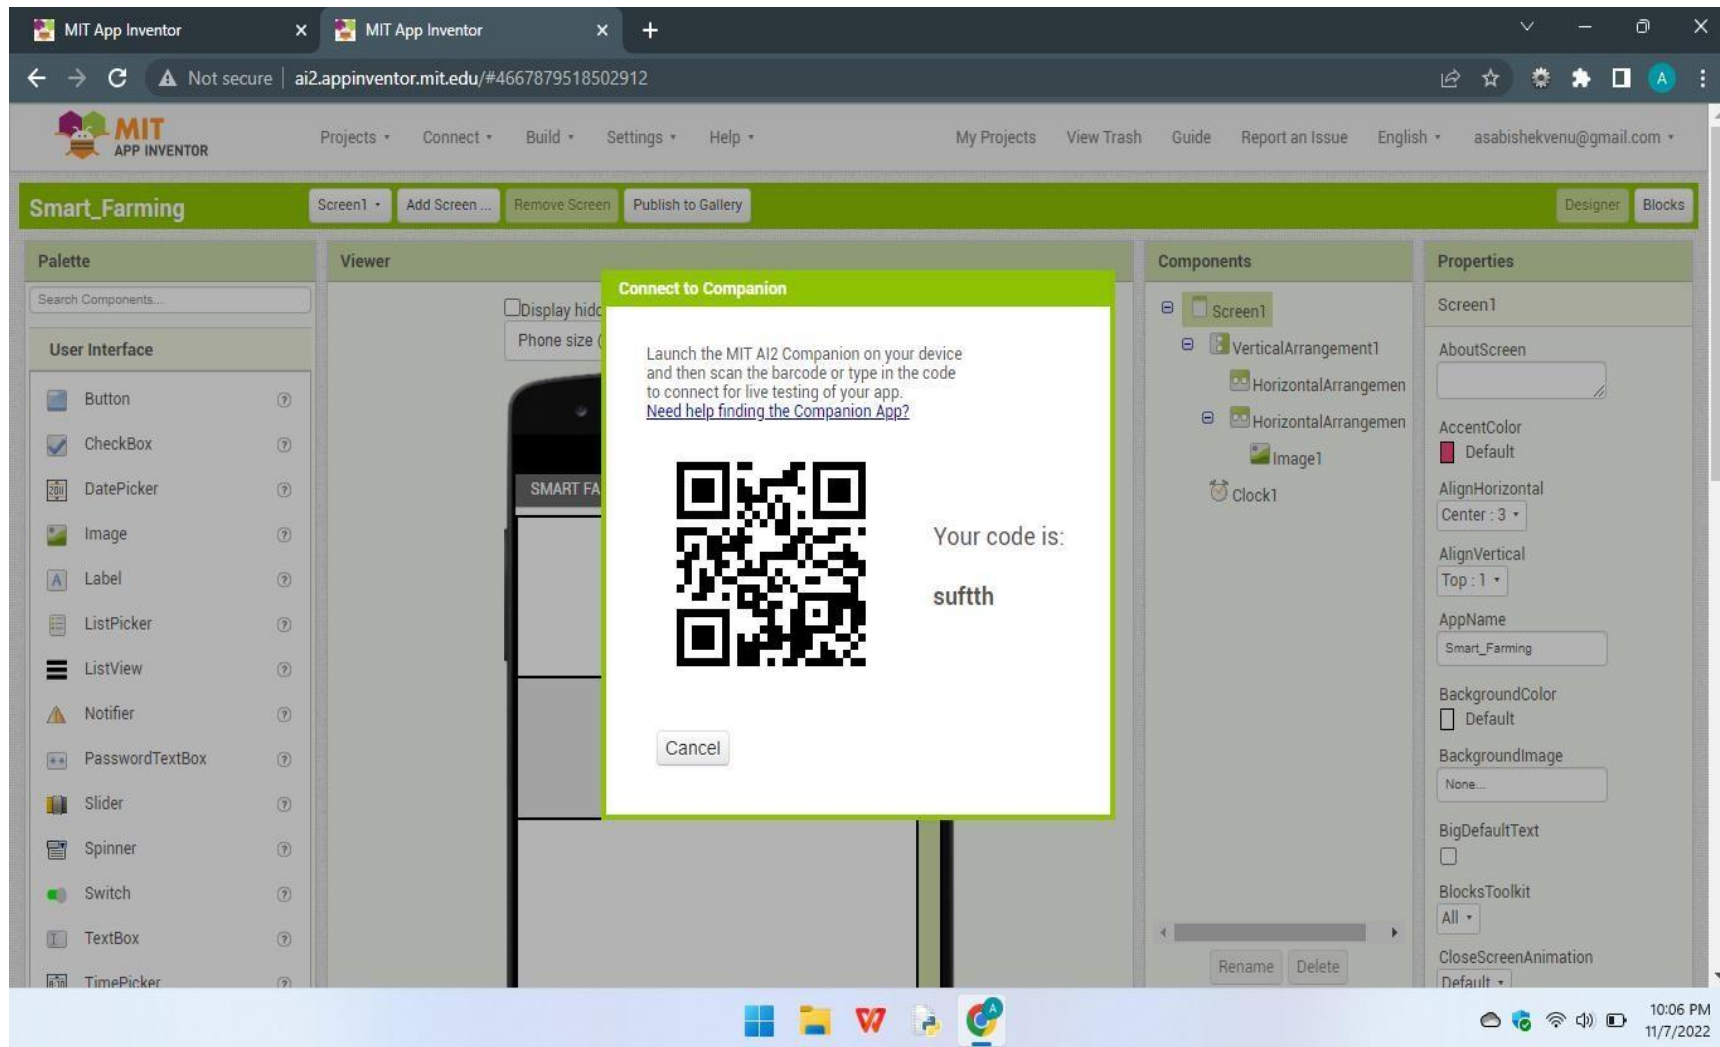 MIT App Inventor
MIT App Inventor
Not secure
ai2.appinventor.mit.edu/#4667879518502912
A
MIT
APP INVENTOR
Projects
Connect
Build
Settings
Help
My Projects
View Trash
Guide
Report an Issue
English
asabishekvenu@gmail.com
Smart_Farming
Screen1
Add Screen ...
Remove Screen
Publish to Gallery
Designer
Blocks
Palette
Search Components...
User Interface
Button
CheckBox
DatePicker
Image
Label
ListPicker
ListView
Notifier
PasswordTextBox
Slider
Spinner
Switch
TextBox
TimePicker
Viewer
Display hidd
Phone size (
SMART FA
Connect to Companion
Launch the MIT AI2 Companion on your device
and then scan the barcode or type in the code
to connect for live testing of your app.
Need help finding the Companion App?
Your code is:
suftth
Cancel
Components
Screen1
VerticalArrangement1
HorizontalArrangemen
HorizontalArrangemen
Image1
Clock1
Rename
Delete
Properties
Screen1
AboutScreen
AccentColor
Default
AlignHorizontal
Center : 3
AlignVertical
Top : 1
AppName
Smart_Farming
BackgroundColor
Default
BackgroundImage
None...
BigDefaultText
BlocksToolkit
All
CloseScreenAnimation
Default
10:06 PM
11/7/2022